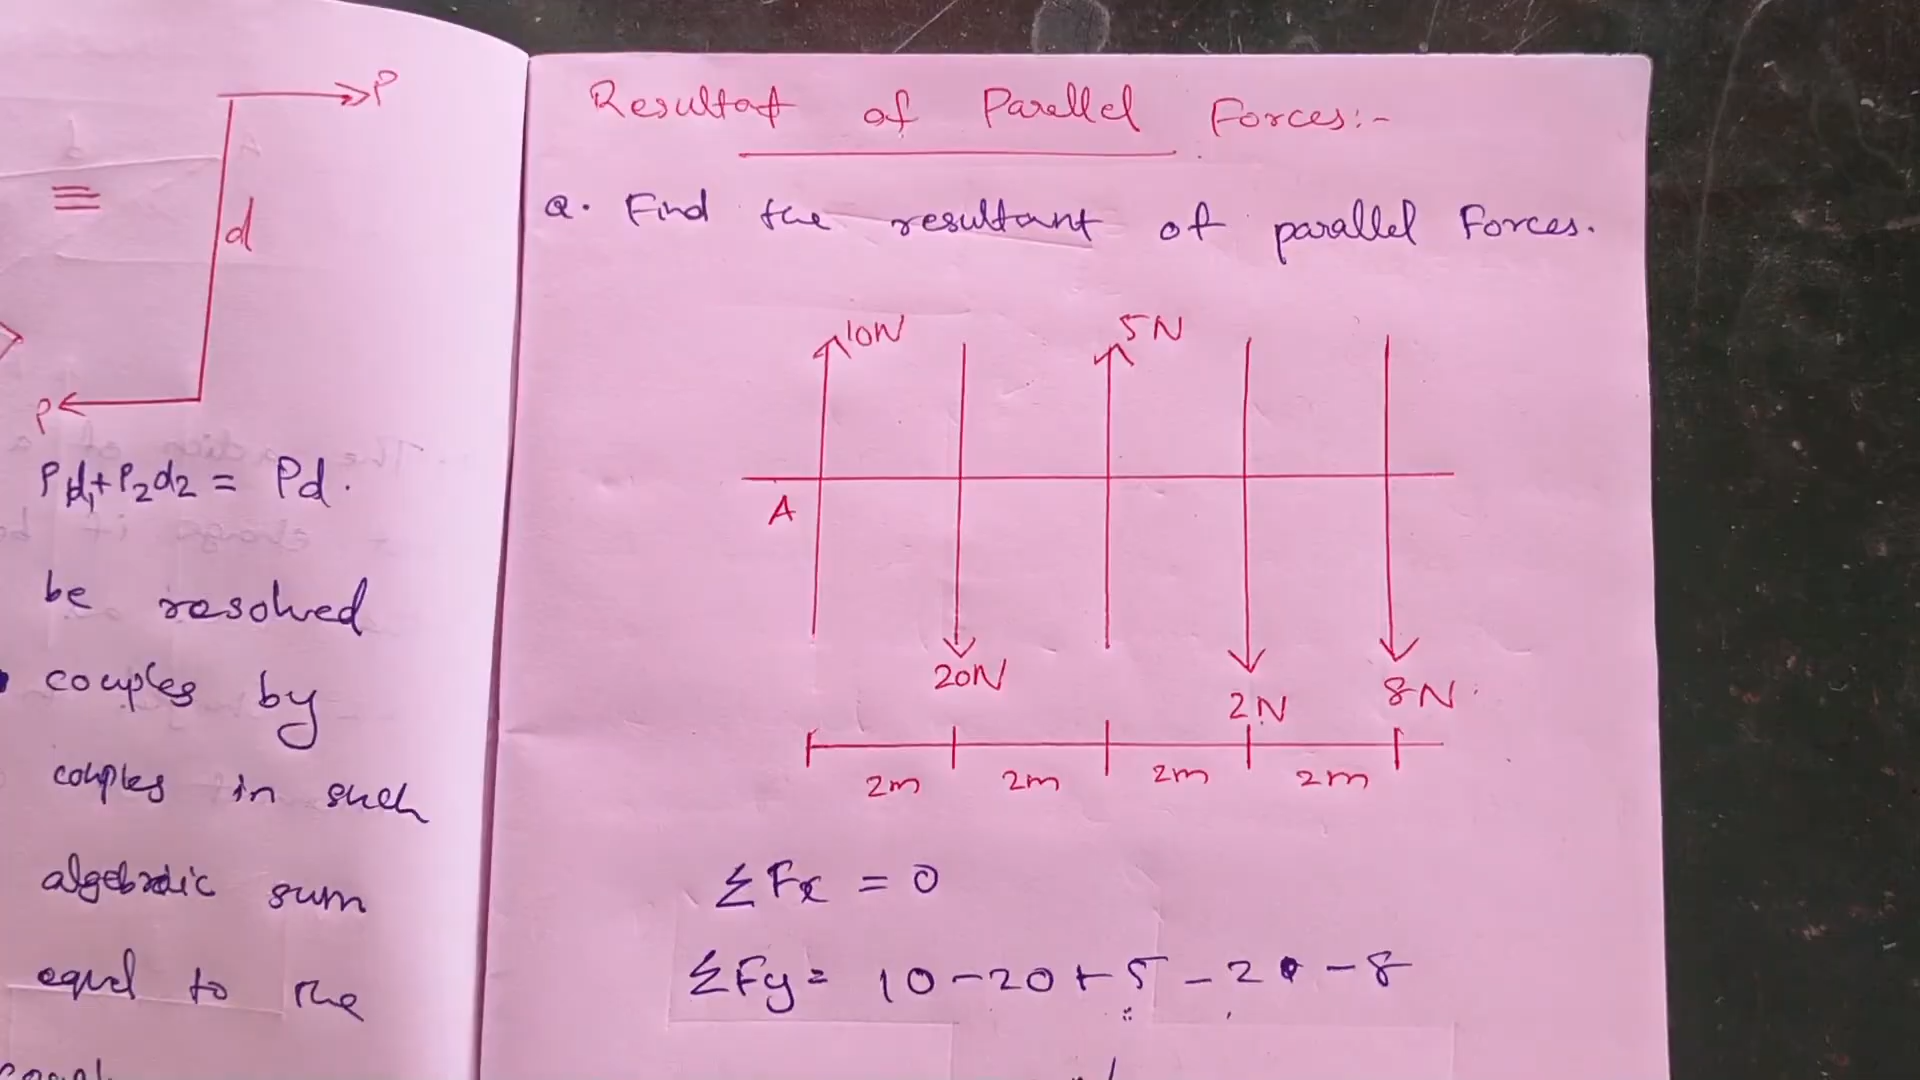 P
d
≡
P
P1d1+P2d2 = Pd.
be resolved
couples by
couples in such
algebraic sum
equal to the
Resultat of Parellel Forces:-
Q. Find the resultant of parallel Forces.
10N
5N
A
20N
2N
8N
2m 2m 2m 2m
ΣFx = 0
ΣFy = 10-20+5-2-8